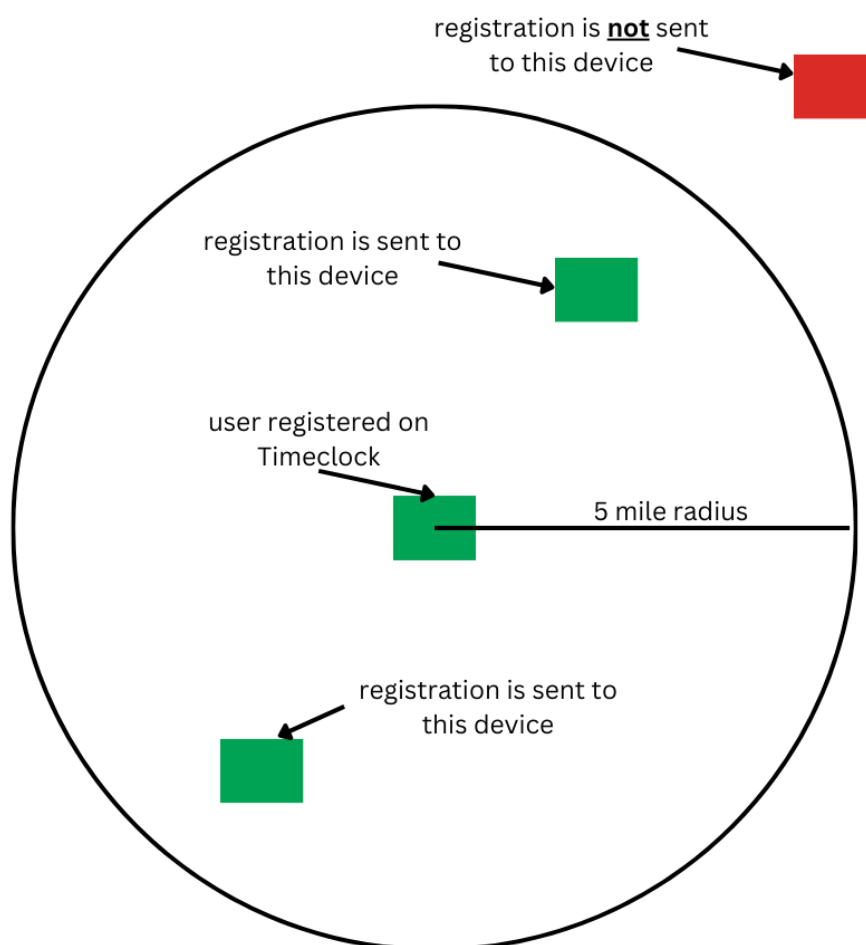 registration is not sent
to this device
registration is sent to
this device
user registered on
Timeclock
5 mile radius
registration is sent to
this device